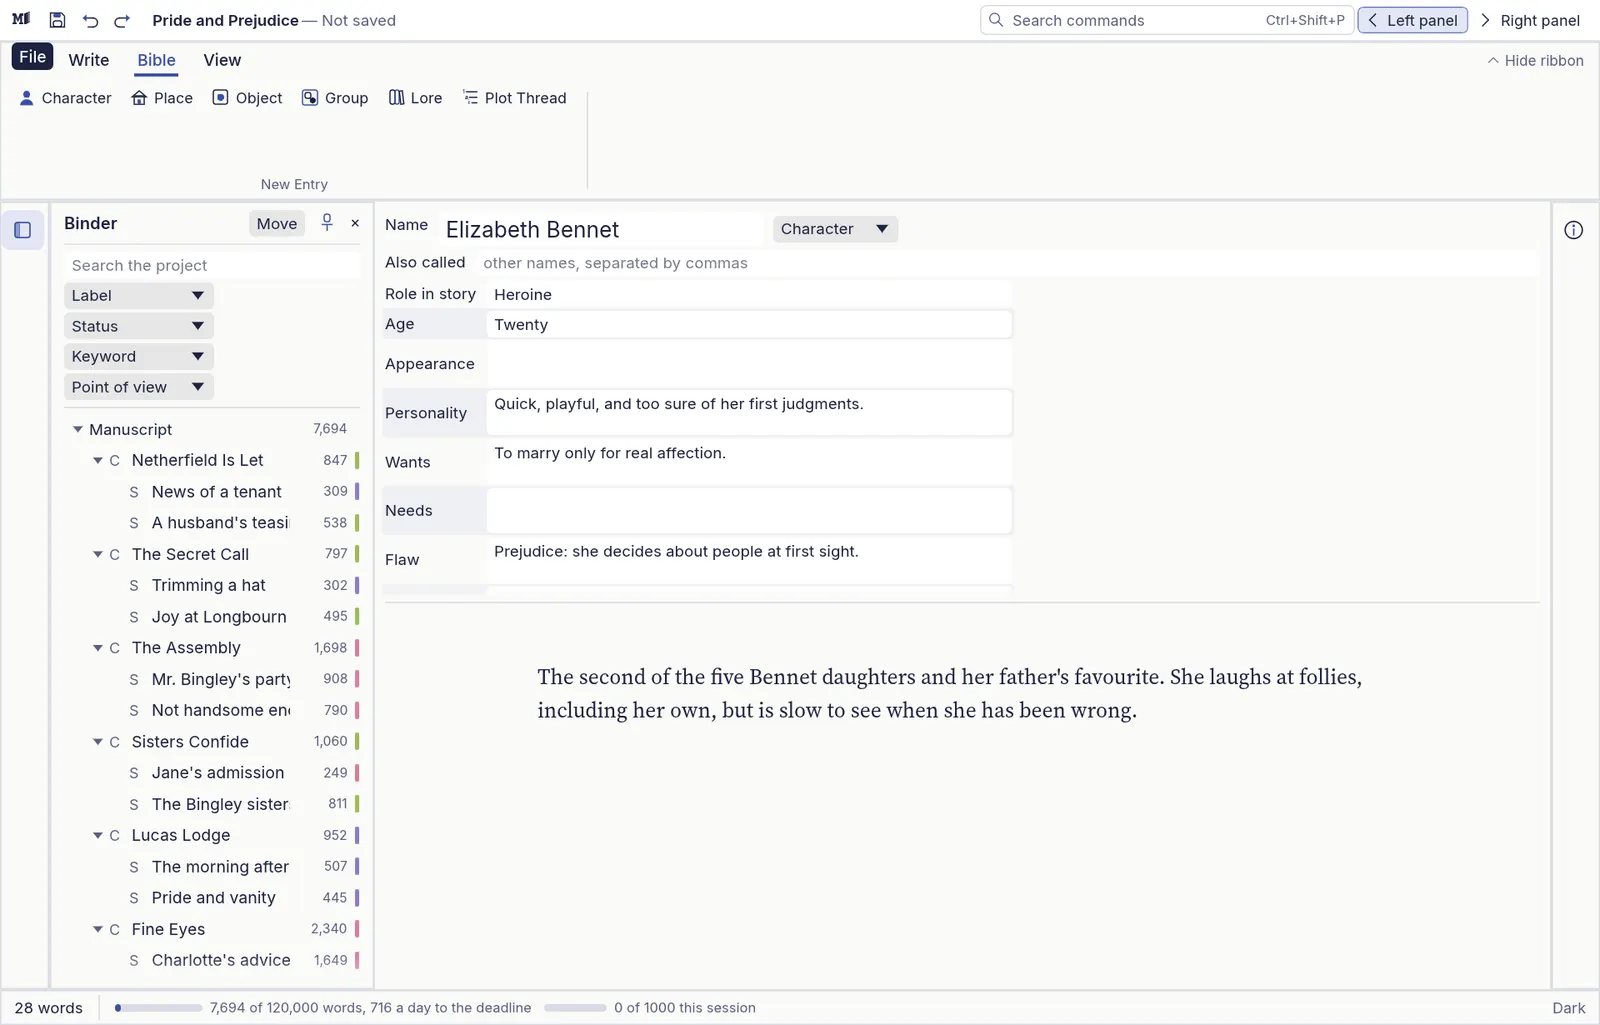 Pride and Prejudice — Not saved
Search commands Ctrl+Shift+P
Left panel
Right panel
File Write Bible View
Hide ribbon
Character Place Object Group Lore Plot Thread
New Entry
Binder Move ×
Search the project
Label
Status
Keyword
Point of view
Manuscript 7,694
C Netherfield Is Let 847
S News of a tenant 309
S A husband's teasi 538
C The Secret Call 797
S Trimming a hat 302
S Joy at Longbourn 495
C The Assembly 1,698
S Mr. Bingley's party 908
S Not handsome en 790
C Sisters Confide 1,060
S Jane's admission 249
S The Bingley sister 811
C Lucas Lodge 952
S The morning after 507
S Pride and vanity 445
C Fine Eyes 2,340
S Charlotte's advice 1,649
Name Elizabeth Bennet Character
Also called other names, separated by commas
Role in story Heroine
Age Twenty
Appearance
Personality Quick, playful, and too sure of her first judgments.
Wants To marry only for real affection.
Needs
Flaw Prejudice: she decides about people at first sight.
The second of the five Bennet daughters and her father's favourite. She laughs at follies,
including her own, but is slow to see when she has been wrong.
28 words 7,694 of 120,000 words, 716 a day to the deadline 0 of 1000 this session Dark